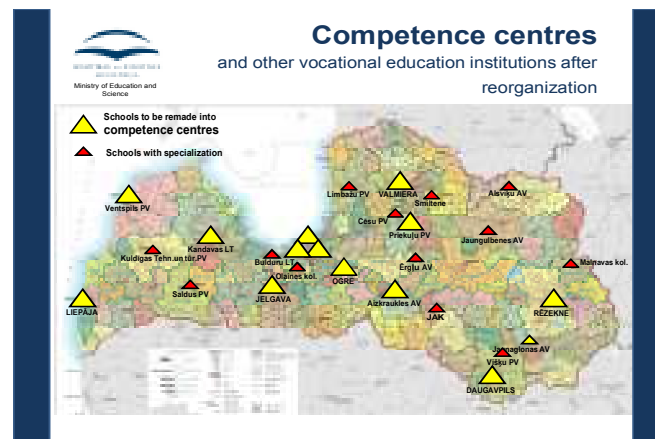 Competence centres
and other vocational education institutions after
reorganization
Ministry of Education and
Science
Schools to be remade into
competence centres
Schools with specialization
Ventspils PV
Limbažu PV
VALMIERA
Smiltene
Alsviķu AV
Cēsu PV
Priekuļu PV
Jaungulbenes AV
Kandavas LT
Kuldīgas Tehn.un tūr.PV
Bulduru LT
Olaines kol.
OGRE
Ērgļu AV
Malnavas kol.
Saldus PV
JELGAVA
Aizkraukles AV
LIEPĀJA
JAK
RĒZEKNE
Jaunaglonas AV
Višķu PV
DAUGAVPILS